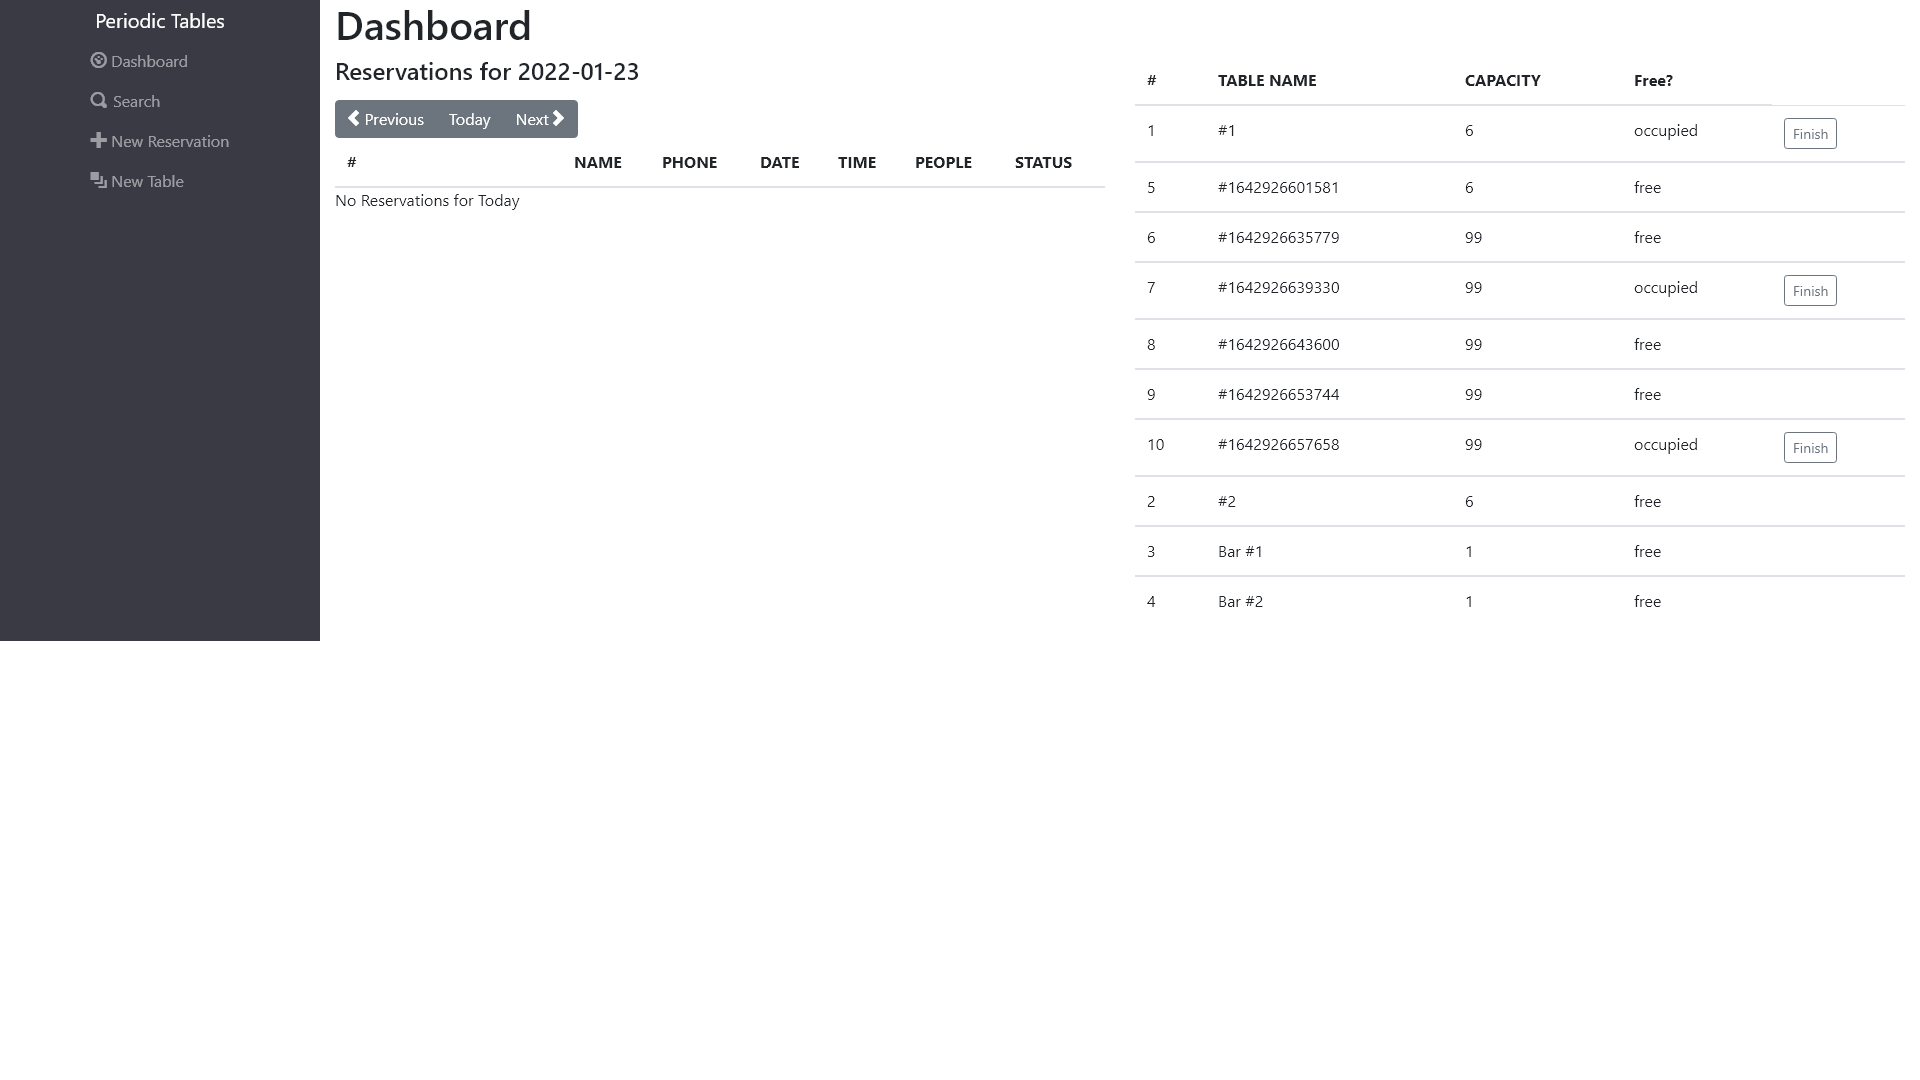 Periodic Tables
Dashboard
Search
New Reservation
New Table
Dashboard
Reservations for 2022-01-23
Previous Today Next
# NAME PHONE DATE TIME PEOPLE STATUS
No Reservations for Today
# TABLE NAME CAPACITY Free?
1 #1 6 occupied Finish
5 #1642926601581 6 free
6 #1642926635779 99 free
7 #1642926639330 99 occupied Finish
8 #1642926643600 99 free
9 #1642926653744 99 free
10 #1642926657658 99 occupied Finish
2 #2 6 free
3 Bar #1 1 free
4 Bar #2 1 free